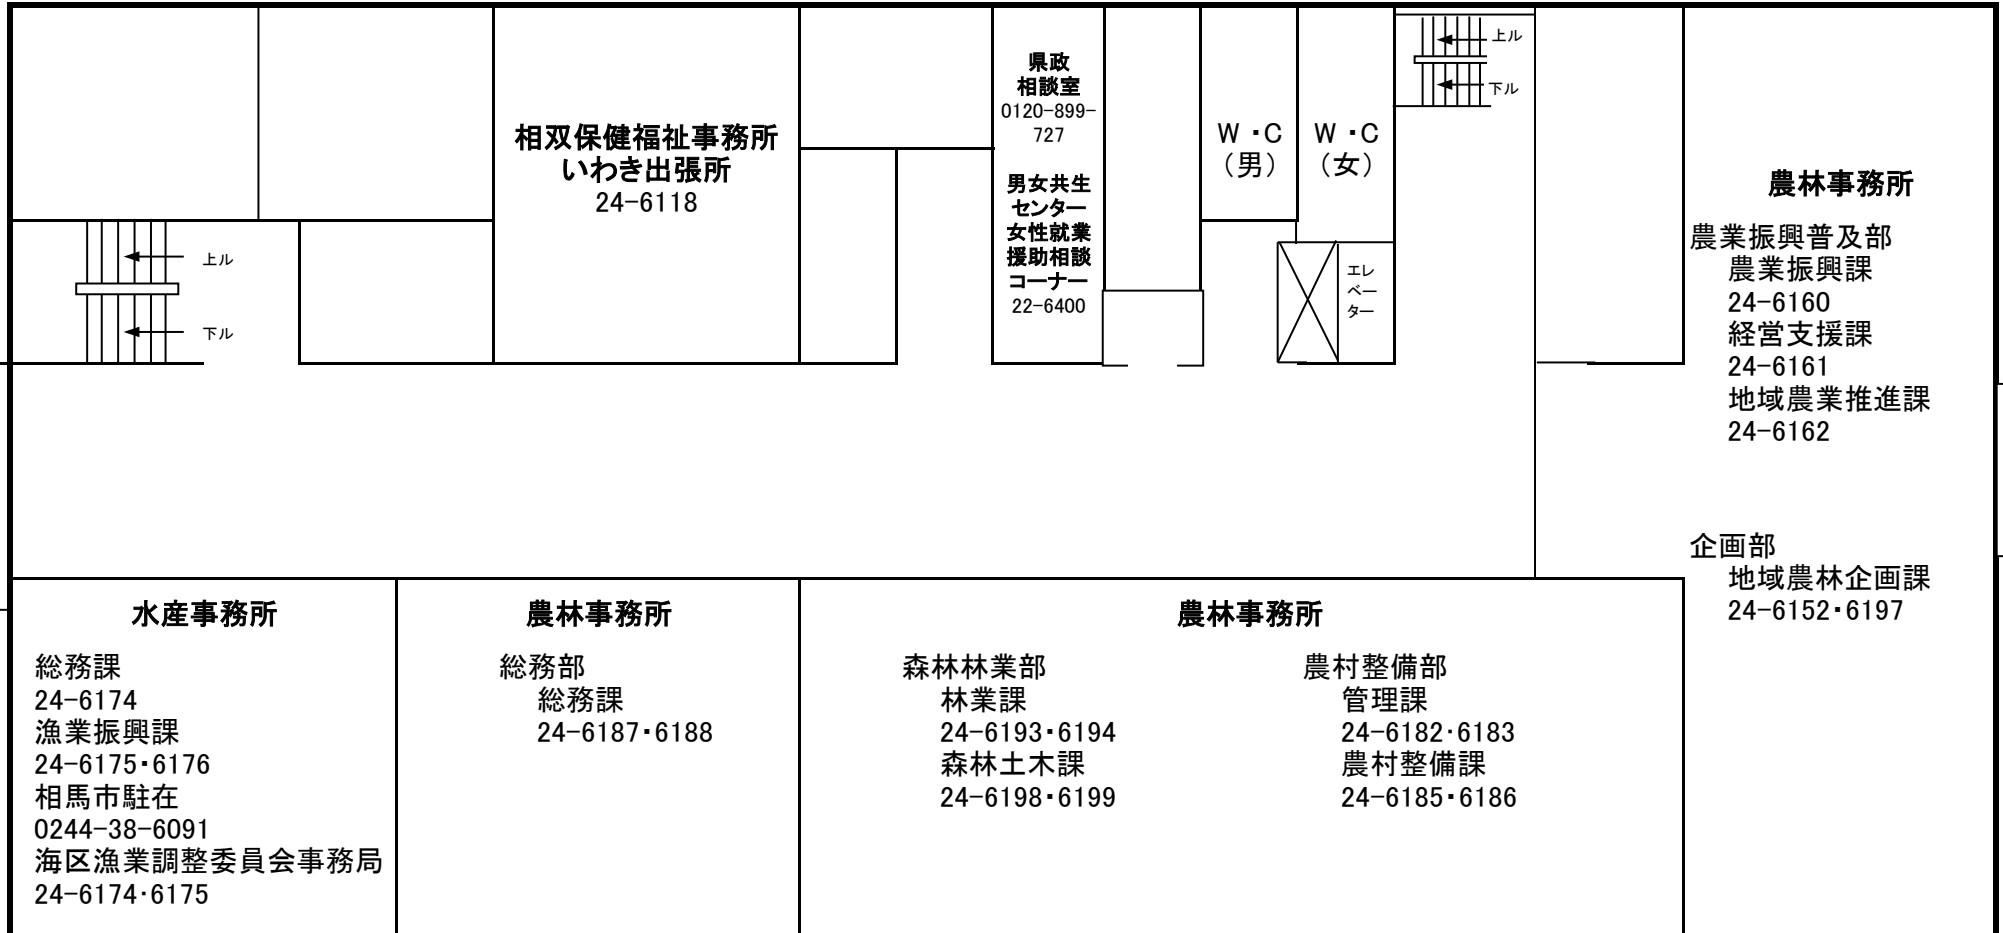 上ル
下ル
相双保健福祉事務所
いわき出張所
24-6118
県政
相談室
0120-899-
727
男女共生
センター
女性就業
援助相談
コーナー
22-6400
W・C
（男）
W・C
（女）
エレ
ベー
ター
上ル
下ル
農林事務所
農業振興普及部
農業振興課
24-6160
経営支援課
24-6161
地域農業推進課
24-6162
企画部
地域農林企画課
24-6152・6197
水産事務所
総務課
24-6174
漁業振興課
24-6175・6176
相馬市駐在
0244-38-6091
海区漁業調整委員会事務局
24-6174・6175
農林事務所
総務部
総務課
24-6187・6188
農林事務所
森林林業部
林業課
24-6193・6194
森林土木課
24-6198・6199
農村整備部
管理課
24-6182・6183
農村整備課
24-6185・6186